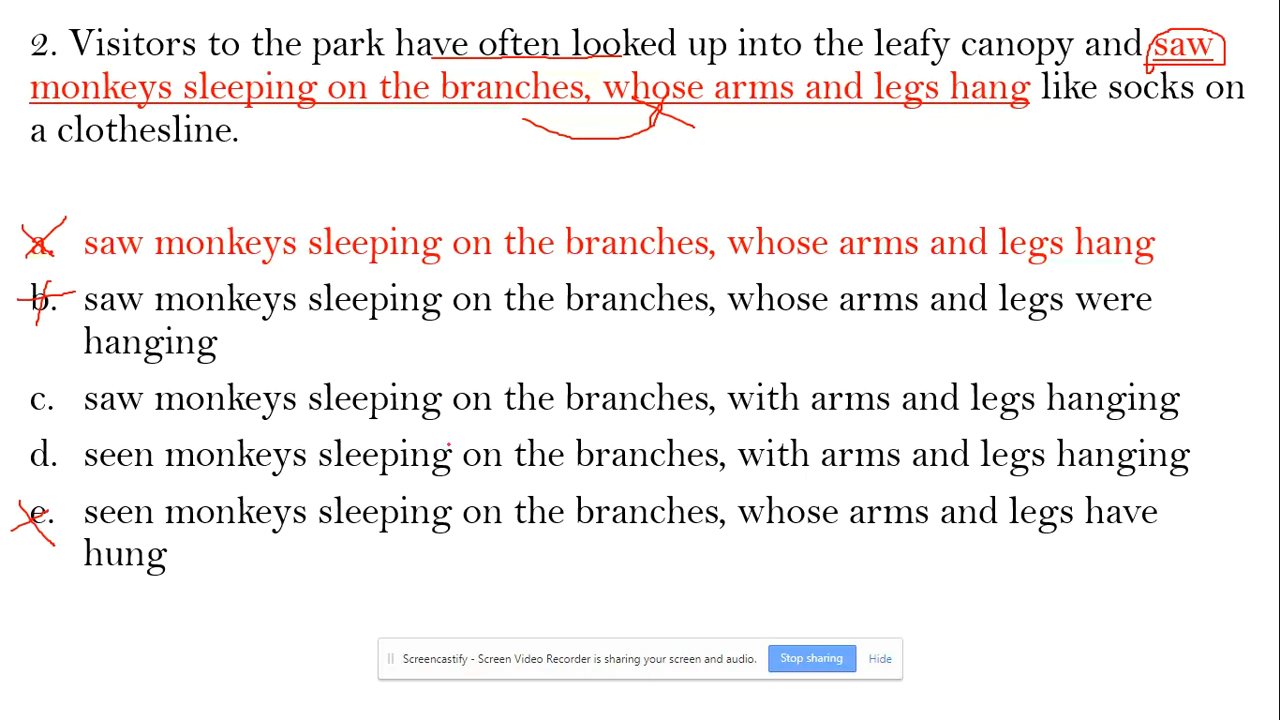 2. Visitors to the park have often looked up into the leafy canopy and saw
monkeys sleeping on the branches, whose arms and legs hang like socks on
a clothesline.
a. saw monkeys sleeping on the branches, whose arms and legs hang
b. saw monkeys sleeping on the branches, whose arms and legs were
hanging
c. saw monkeys sleeping on the branches, with arms and legs hanging
d. seen monkeys sleeping on the branches, with arms and legs hanging
e. seen monkeys sleeping on the branches, whose arms and legs have
hung
Screencastify - Screen Video Recorder is sharing your screen and audio. Stop sharing Hide